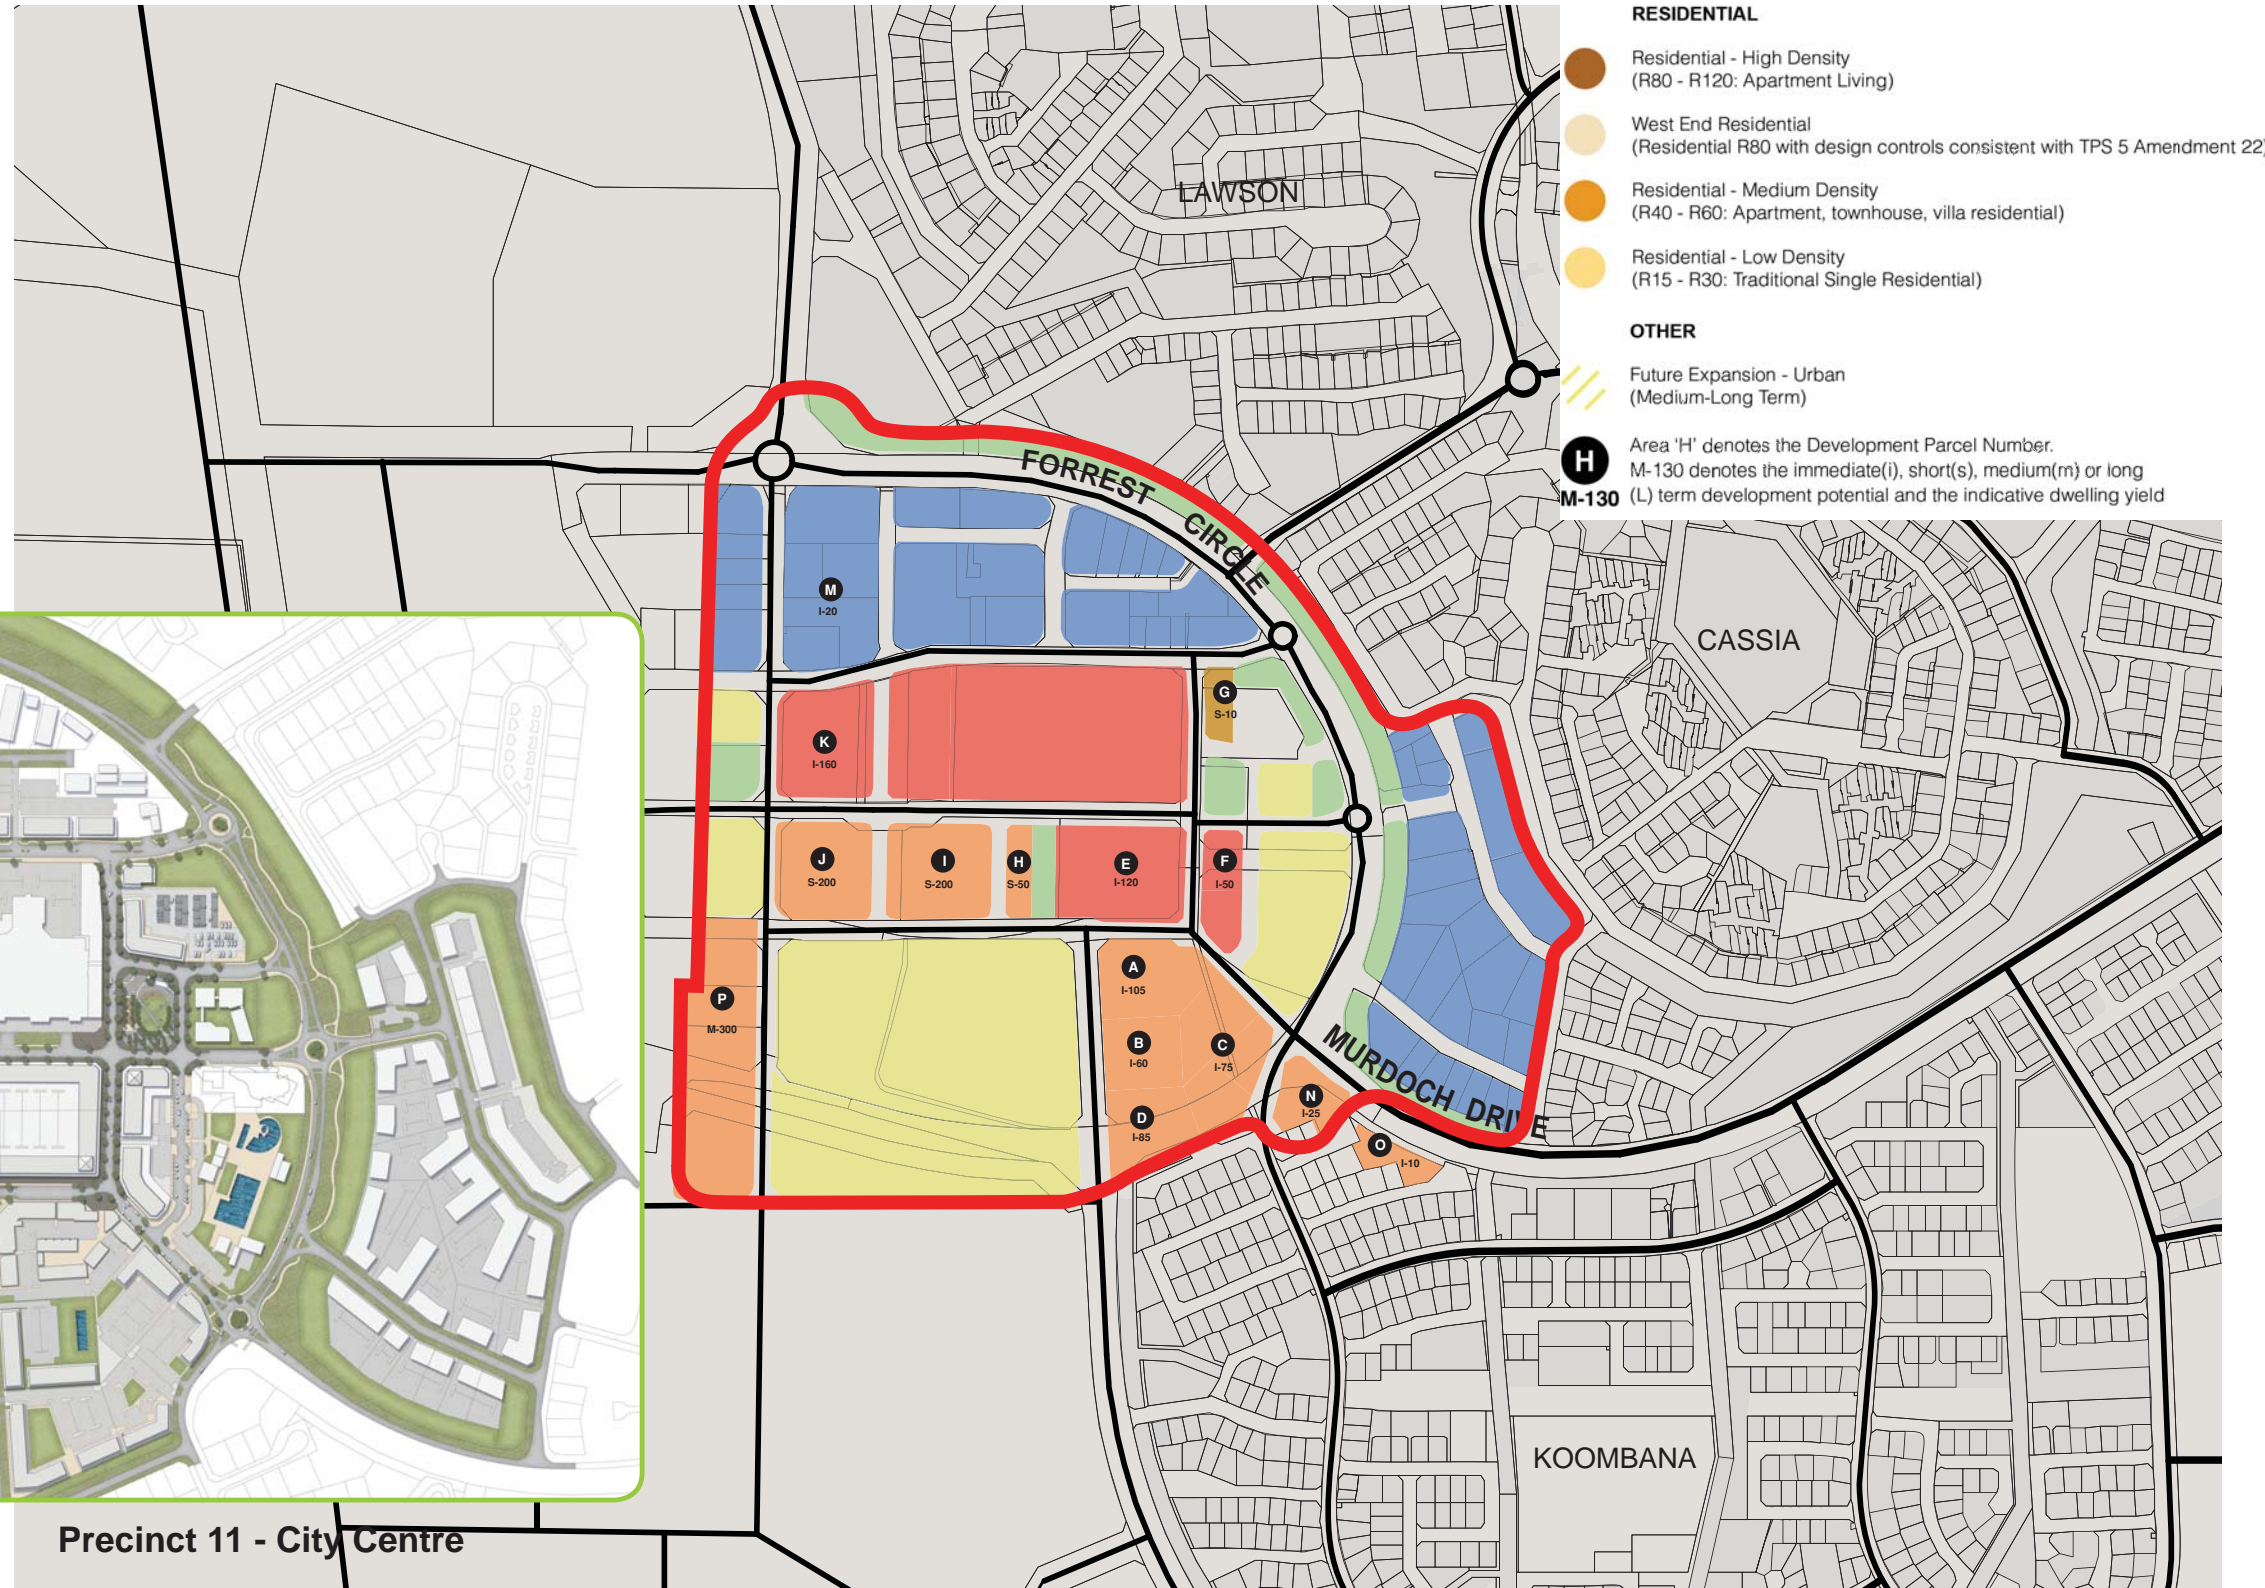 RESIDENTIAL
Residential - High Density
(R80 - R120: Apartment Living)
West End Residential
(Residential R80 with design controls consistent with TPS 5 Amendment 22)
Residential - Medium Density
(R40 - R60: Apartment, townhouse, villa residential)
Residential - Low Density
(R15 - R30: Traditional Single Residential)
OTHER
Future Expansion - Urban
(Medium-Long Term)
H
M-130
Area 'H' denotes the Development Parcel Number.
M-130 denotes the immediate(i), short(s), medium(m) or long
(L) term development potential and the indicative dwelling yield
LAWSON
FORREST CIRCLE
CASSIA
M
I-20
G
S-10
K
I-160
J
S-200
I
S-200
H
S-50
E
I-120
F
I-50
A
I-105
P
M-300
B
I-60
C
I-75
D
I-85
N
I-25
O
I-10
MURDOCH DRIVE
KOOMBANA
Precinct 11 - City Centre